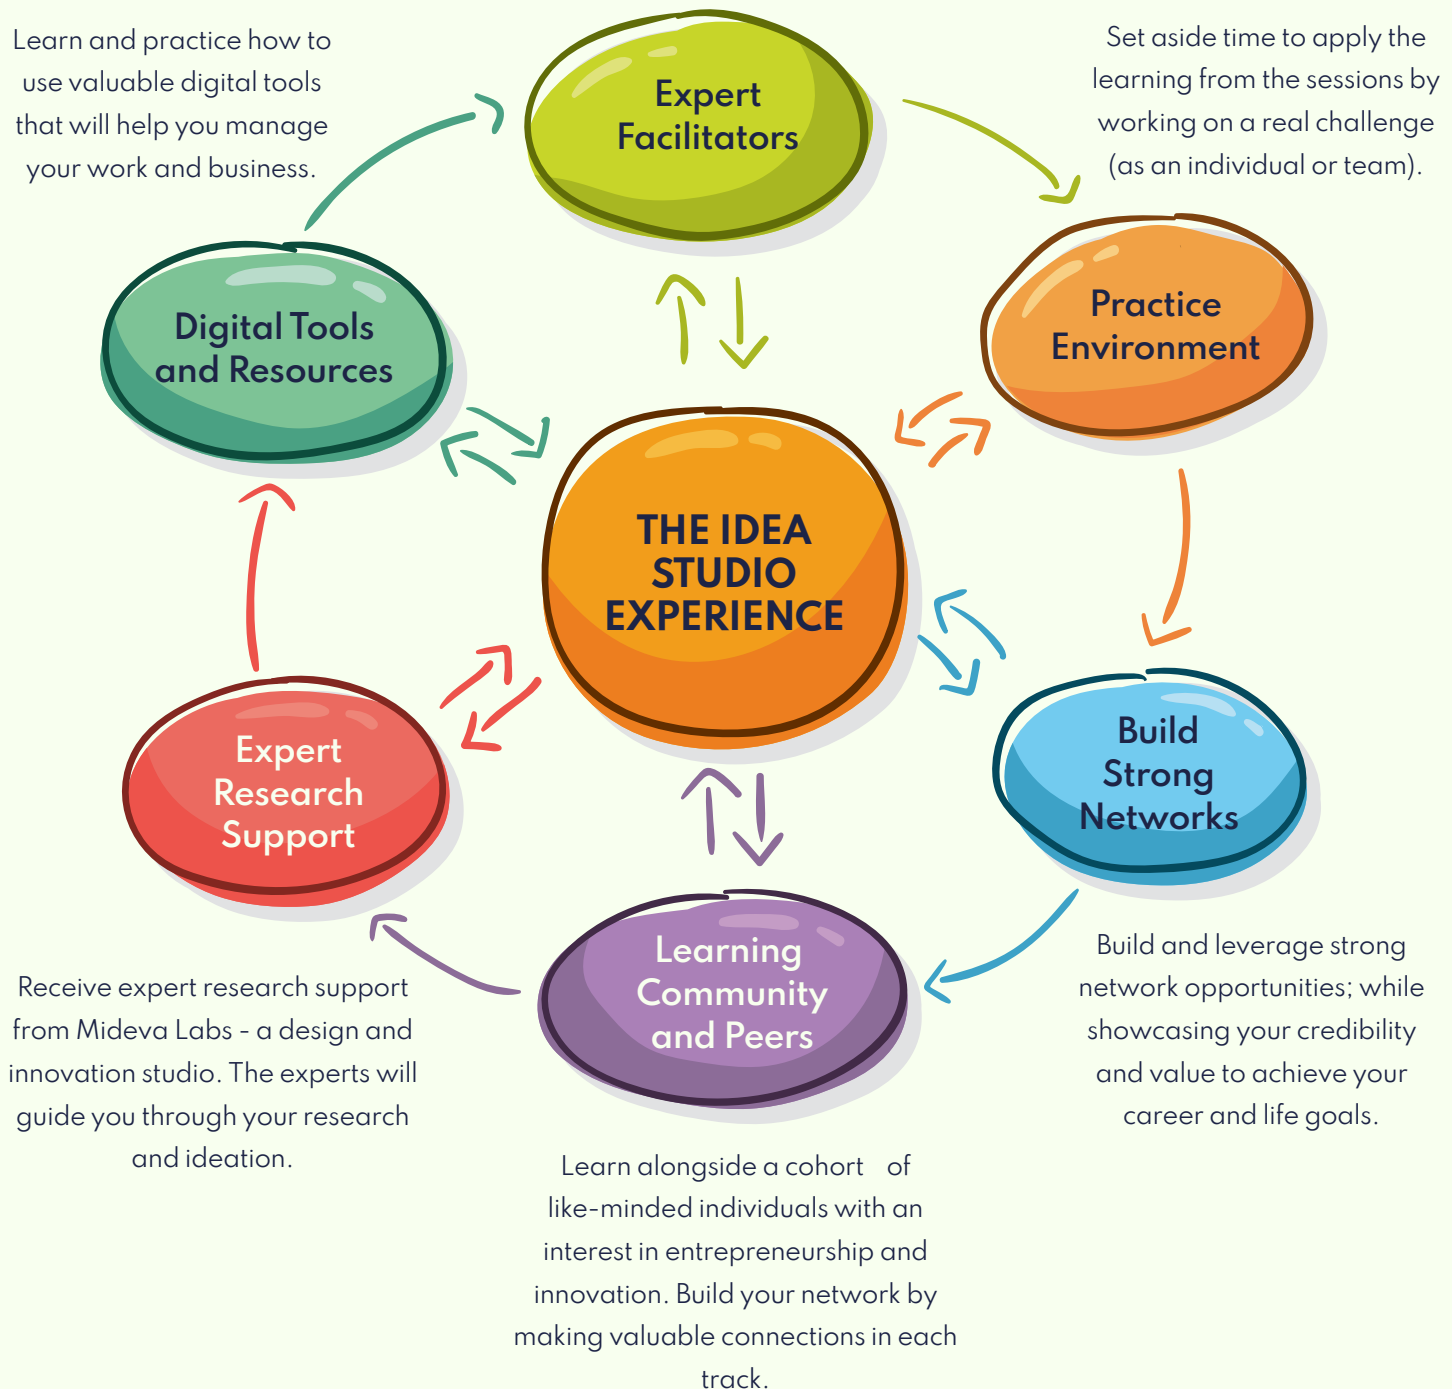 Learn and practice how to
use valuable digital tools
that will help you manage
your work and business.
Expert
Facilitators
Set aside time to apply the
learning from the sessions by
working on a real challenge
(as an individual or team).
Digital Tools
and Resources
Practice
Environment
THE IDEA
STUDIO
EXPERIENCE
Expert
Research
Support
Build
Strong
Networks
Learning
Community
and Peers
Receive expert research support
from Mideva Labs - a design and
innovation studio. The experts will
guide you through your research
and ideation.
Build and leverage strong
network opportunities; while
showcasing your credibility
and value to achieve your
career and life goals.
Learn alongside a cohort of
like-minded individuals with an
interest in entrepreneurship and
innovation. Build your network by
making valuable connections in each
track.